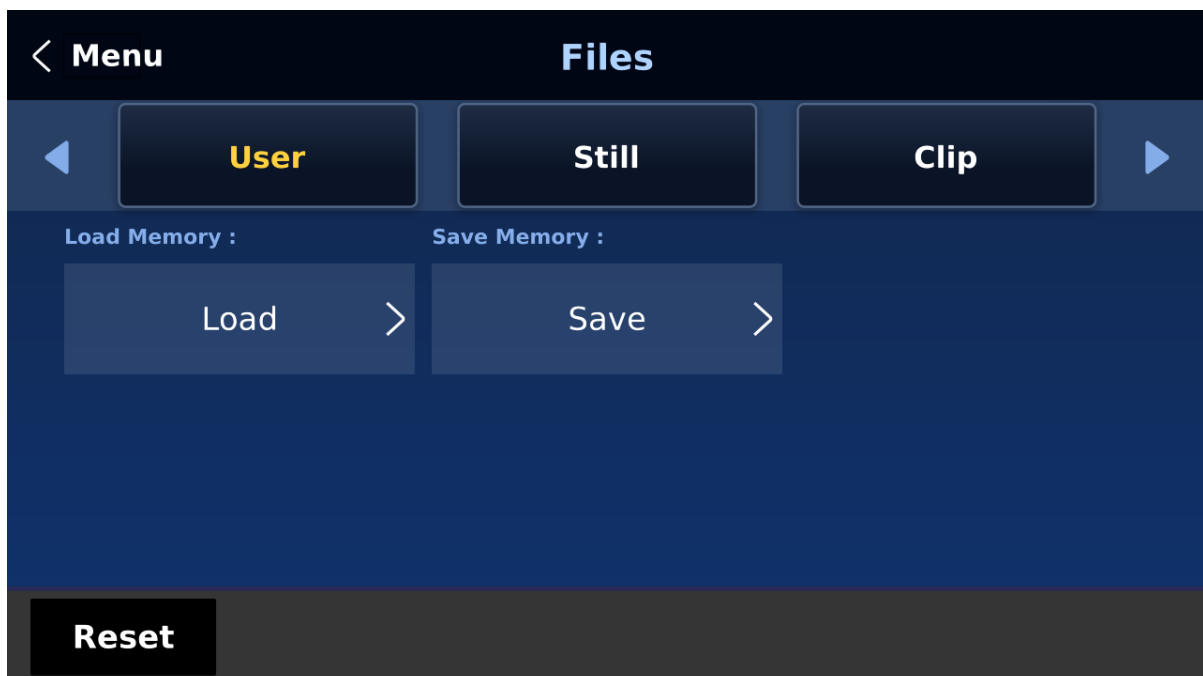 Menu
Files
User
Still
Clip
Load Memory :
Save Memory :
Load
Save
Reset